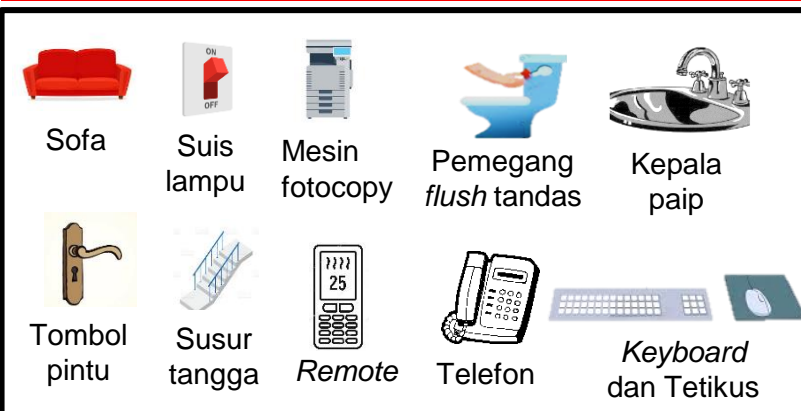 Sofa
ON
OFF
Suis
lampu
Mesin
fotocopy
Pemegang
flush tandas
Kepala
paip
Tombol
pintu
Susur
tangga
25
Remote
Telefon
Keyboard
dan Tetikus